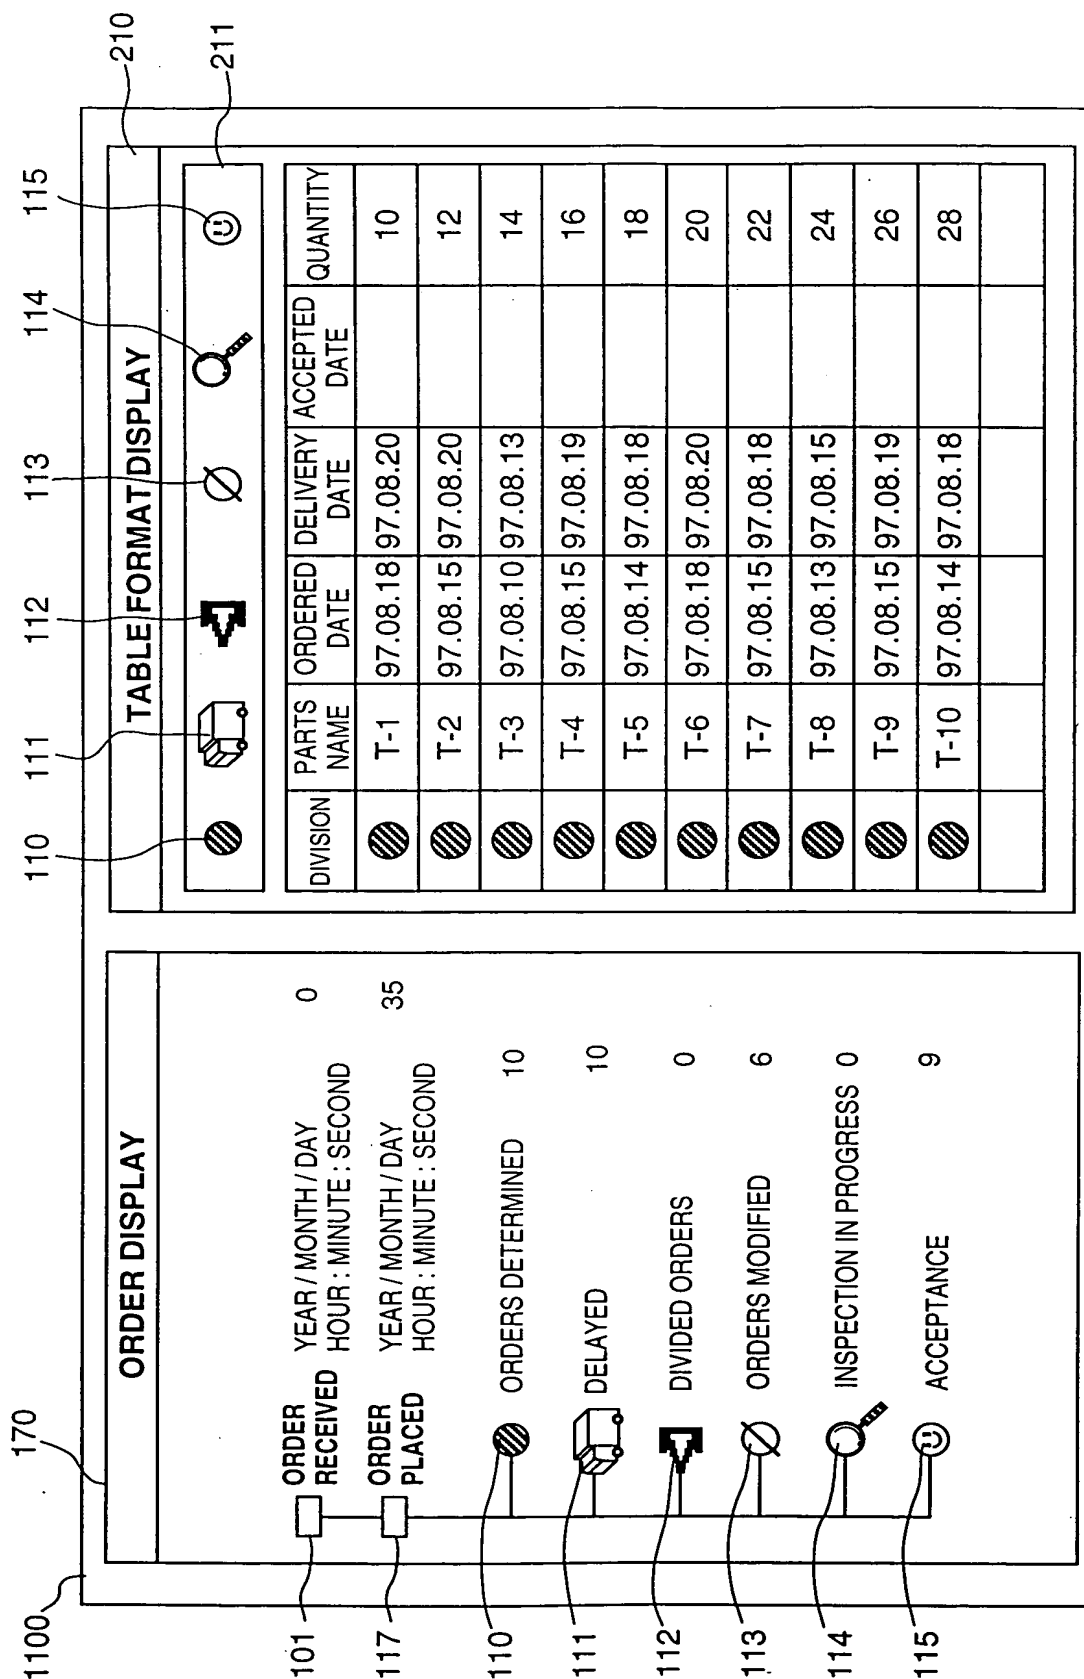 1100
170
ORDER DISPLAY
101
ORDER
RECEIVED
YEAR / MONTH / DAY
HOUR : MINUTE : SECOND
0
117
ORDER
PLACED
YEAR / MONTH / DAY
HOUR : MINUTE : SECOND
35
110
ORDERS DETERMINED 10
111
DELAYED 10
112
DIVIDED ORDERS 0
113
ORDERS MODIFIED 6
114
INSPECTION IN PROGRESS 0
115
ACCEPTANCE 9
110 111 112 113 114 115
210
211
TABLE FORMAT DISPLAY
DIVISION PARTS NAME ORDERED DATE DELIVERY DATE ACCEPTED DATE QUANTITY
T-1 97.08.18 97.08.20 10
T-2 97.08.15 97.08.20 12
T-3 97.08.10 97.08.13 14
T-4 97.08.15 97.08.19 16
T-5 97.08.14 97.08.18 18
T-6 97.08.18 97.08.20 20
T-7 97.08.15 97.08.18 22
T-8 97.08.13 97.08.15 24
T-9 97.08.15 97.08.19 26
T-10 97.08.14 97.08.18 28